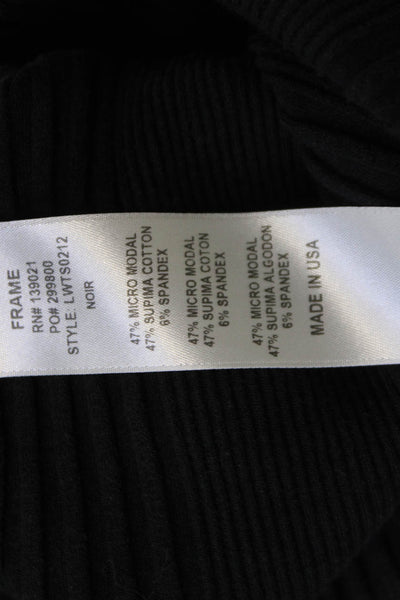 FRAME
RN# 139021
PO# 299800
STYLE: LWTS0212
NOIR
47% MICRO MODAL
47% SUPIMA COTTON
6% SPANDEX
47% MICRO MODAL
47% SUPIMA COTON
6% SPANDEX
47% MICRO MODAL
47% SUPIMA ALGODON
6% SPANDEX
MADE IN USA